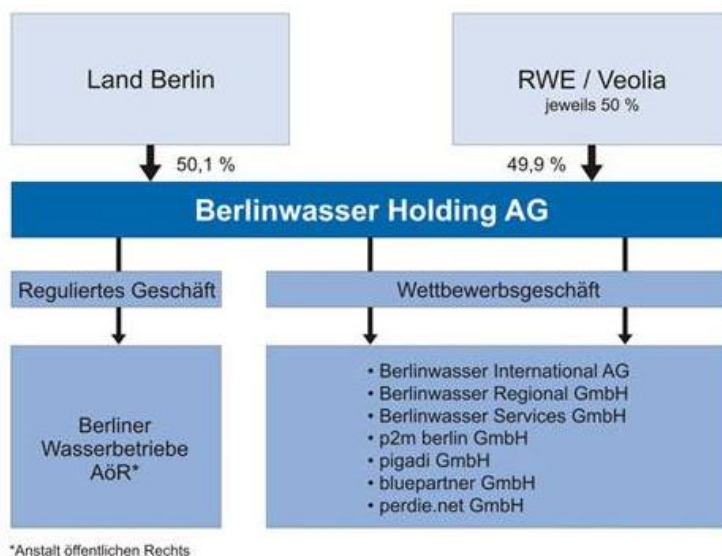 Land Berlin
RWE / Veolia
jeweils 50 %
50,1 %
49,9 %
Berlinwasser Holding AG
Reguliertes Geschäft
Wettbewerbsgeschäft
Berliner
Wasserbetriebe
AöR*
• Berlinwasser International AG
• Berlinwasser Regional GmbH
• Berlinwasser Services GmbH
• p2m berlin GmbH
• pigadi GmbH
• bluepartner GmbH
• perdie.net GmbH
*Anstalt öffentlichen Rechts